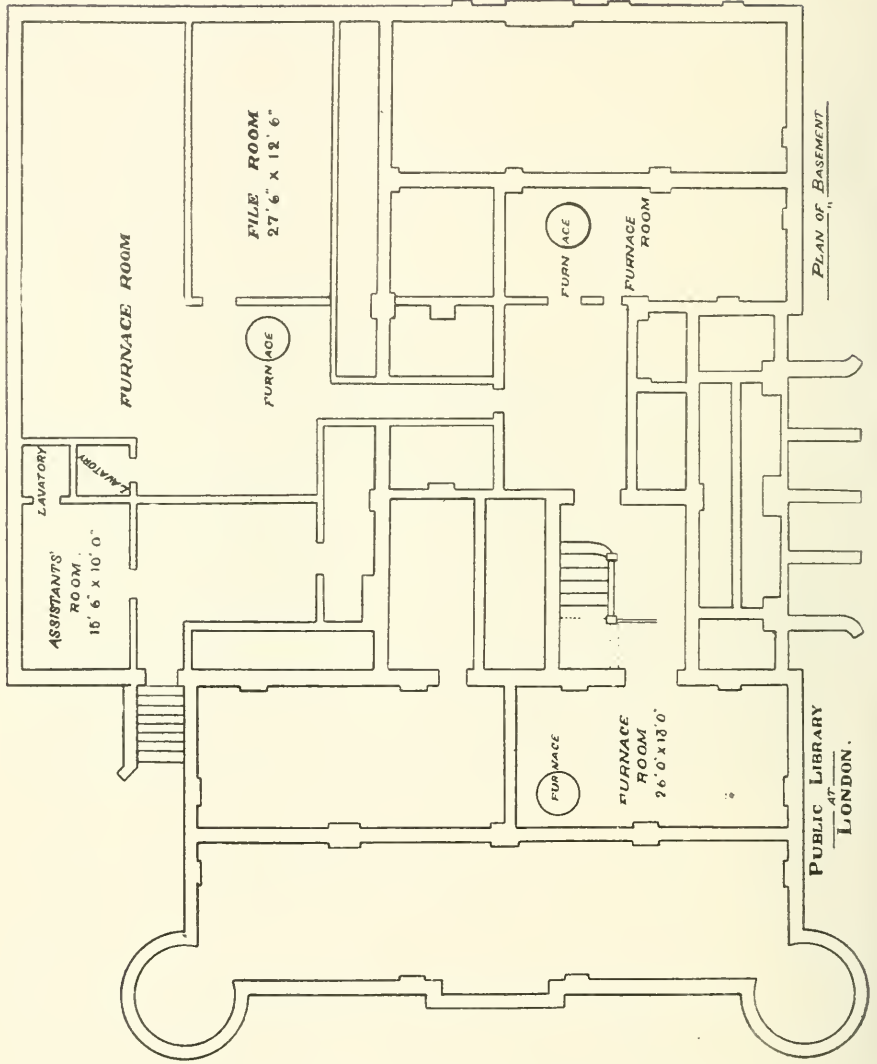 FURNACE ROOM
FILE ROOM
27' 6" x 12' 6"
FURNACE
LAVATORY
LAVATORY
ASSISTANTS'
ROOM.
15' 6" x 10' 0"
FURNACE
FURNACE
ROOM
FURNACE
FURNACE
ROOM
26' 0" x 13' 0"
PLAN OF BASEMENT
"
PUBLIC LIBRARY
AT
LONDON.